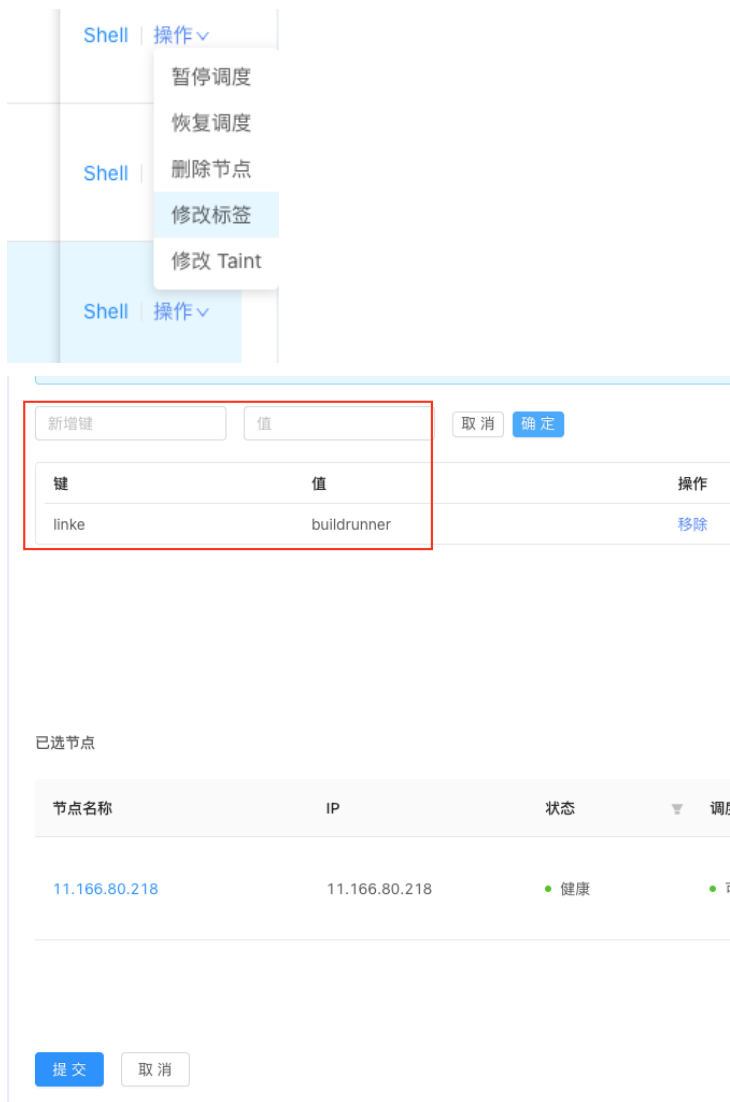 Shell 操作
暂停调度
恢复调度
Shell 删除节点
修改标签
修改 Taint
Shell 操作
新增键 值 取 消 确 定
键 值 操作
linke buildrunner 移除
已选节点
节点名称 IP 状态
11.166.80.218 11.166.80.218 健康
提 交 取 消